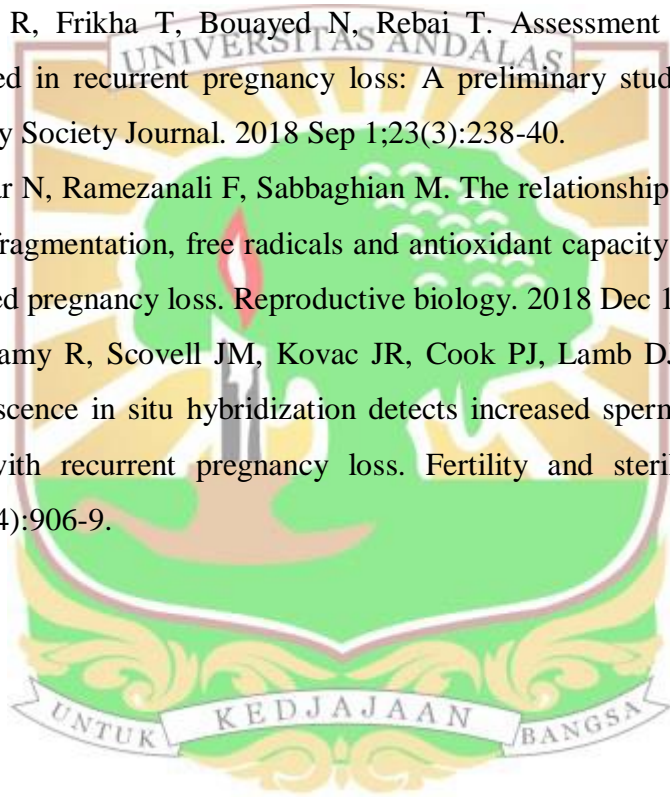 R, Frikha T, Bouayed N, Rebai T. Assessment
UNIVERSITAS ANDALAS
ed in recurrent pregnancy loss: A preliminary stud
y Society Journal. 2018 Sep 1;23(3):238-40.
ar N, Ramezanali F, Sabbaghian M. The relationship
fragmentation, free radicals and antioxidant capacity
ed pregnancy loss. Reproductive biology. 2018 Dec 1
amy R, Scovell JM, Kovac JR, Cook PJ, Lamb DJ
scence in situ hybridization detects increased sperm
with recurrent pregnancy loss. Fertility and steril
4):906-9.
UNTUK KEDJAJAAN BANGSA